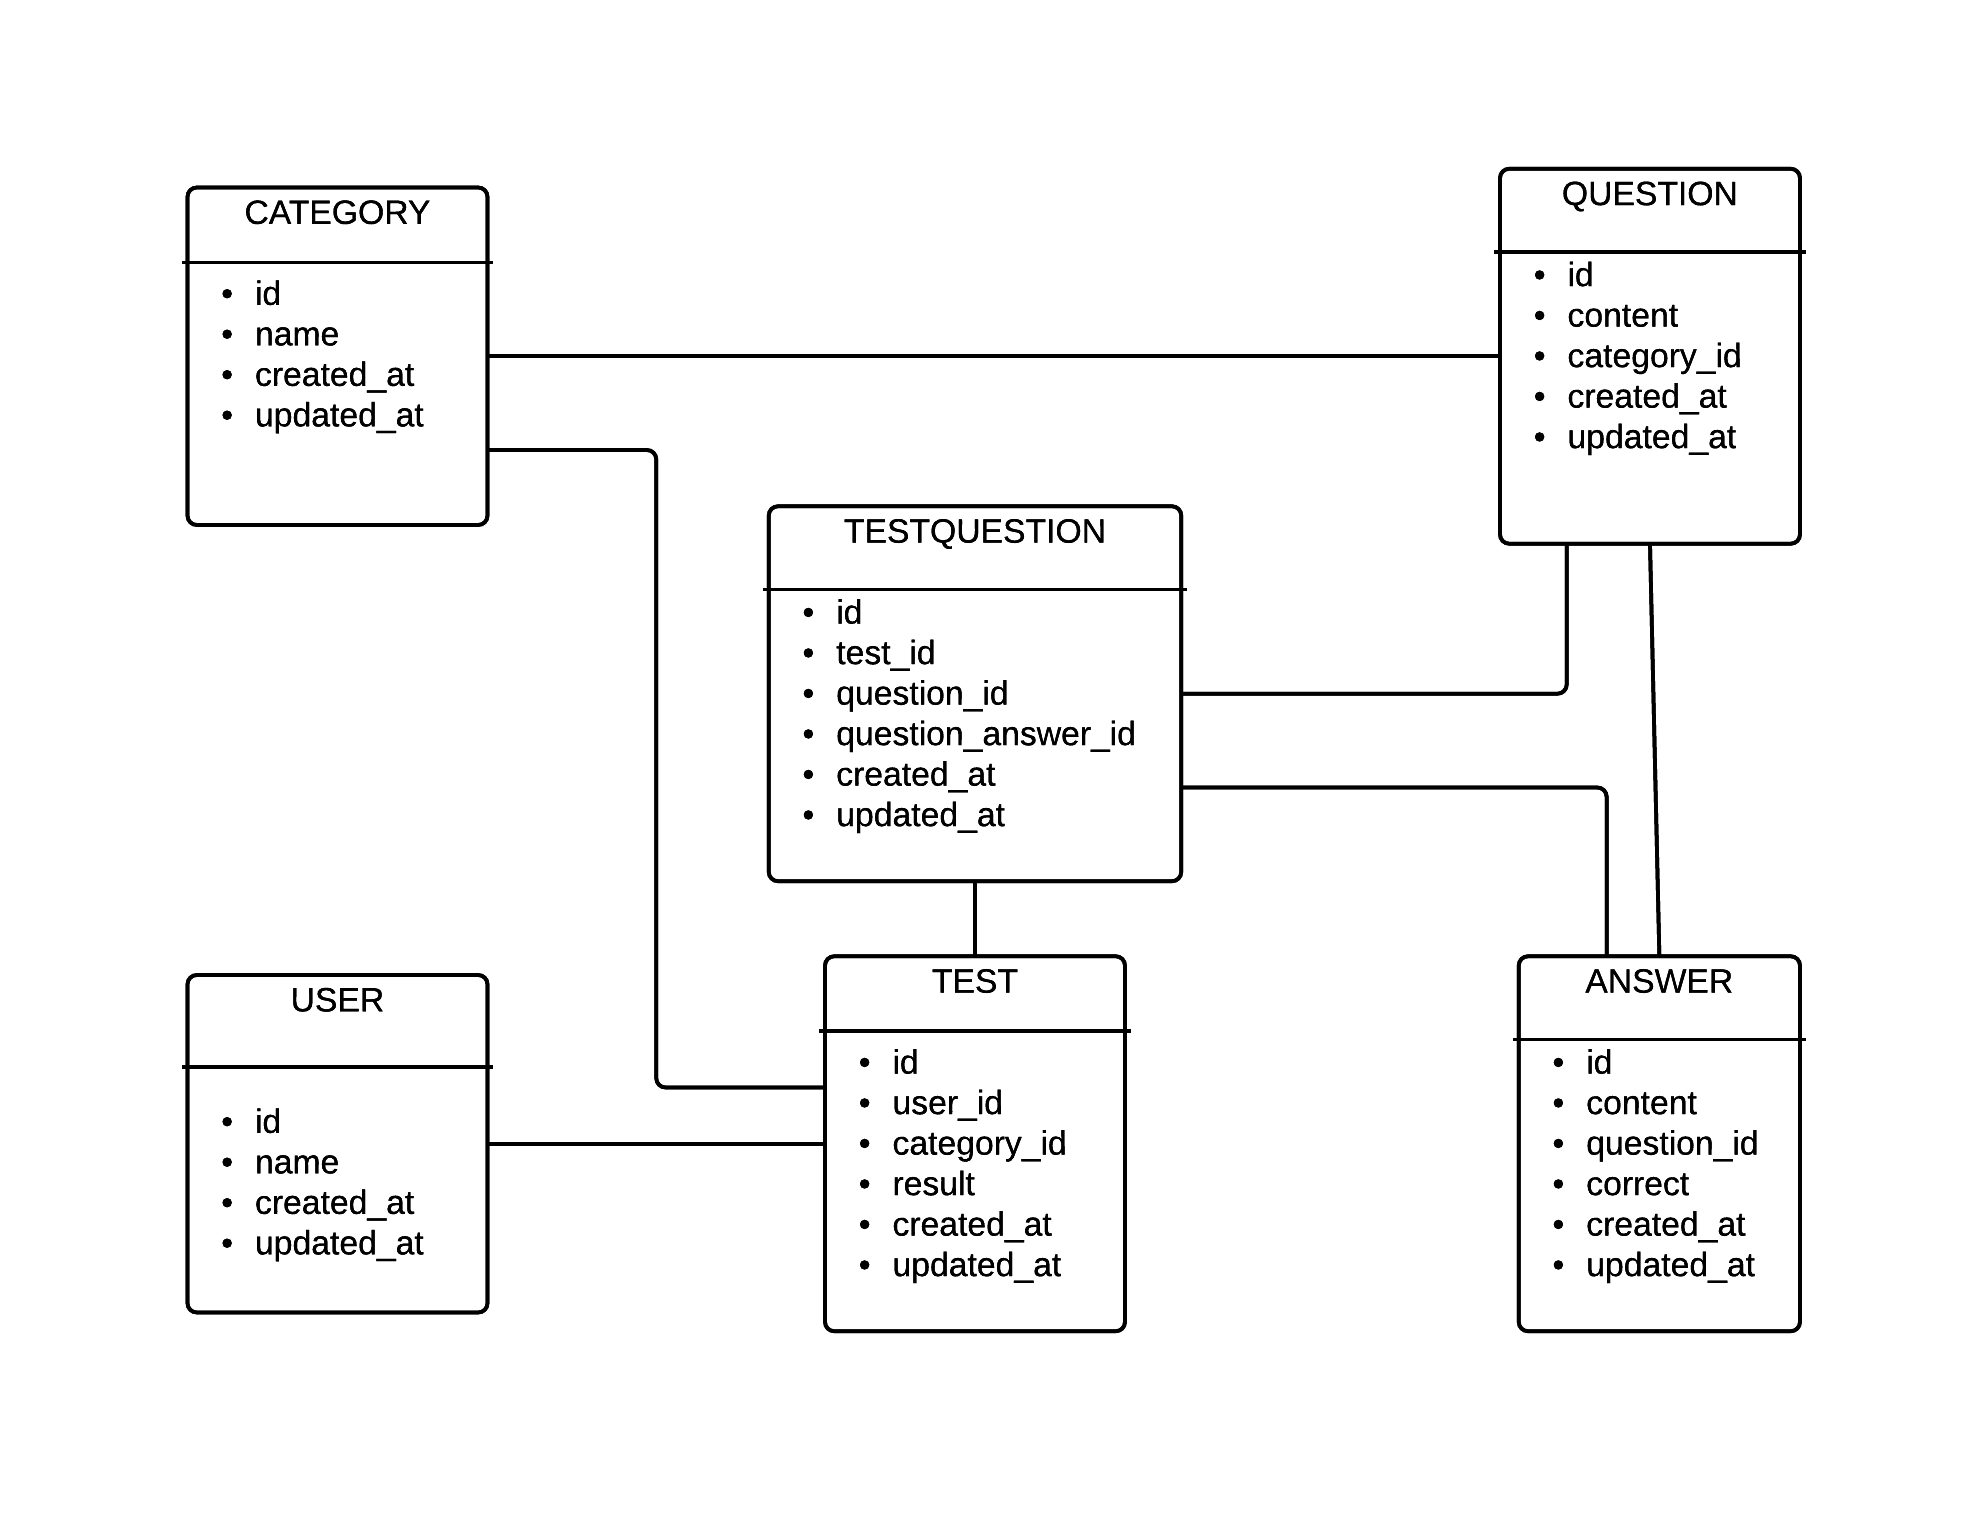 CATEGORY
• id
• name
• created_at
• updated_at
QUESTION
• id
• content
• category_id
• created_at
• updated_at
TESTQUESTION
• id
• test_id
• question_id
• question_answer_id
• created_at
• updated_at
USER
• id
• name
• created_at
• updated_at
TEST
• id
• user_id
• category_id
• result
• created_at
• updated_at
ANSWER
• id
• content
• question_id
• correct
• created_at
• updated_at